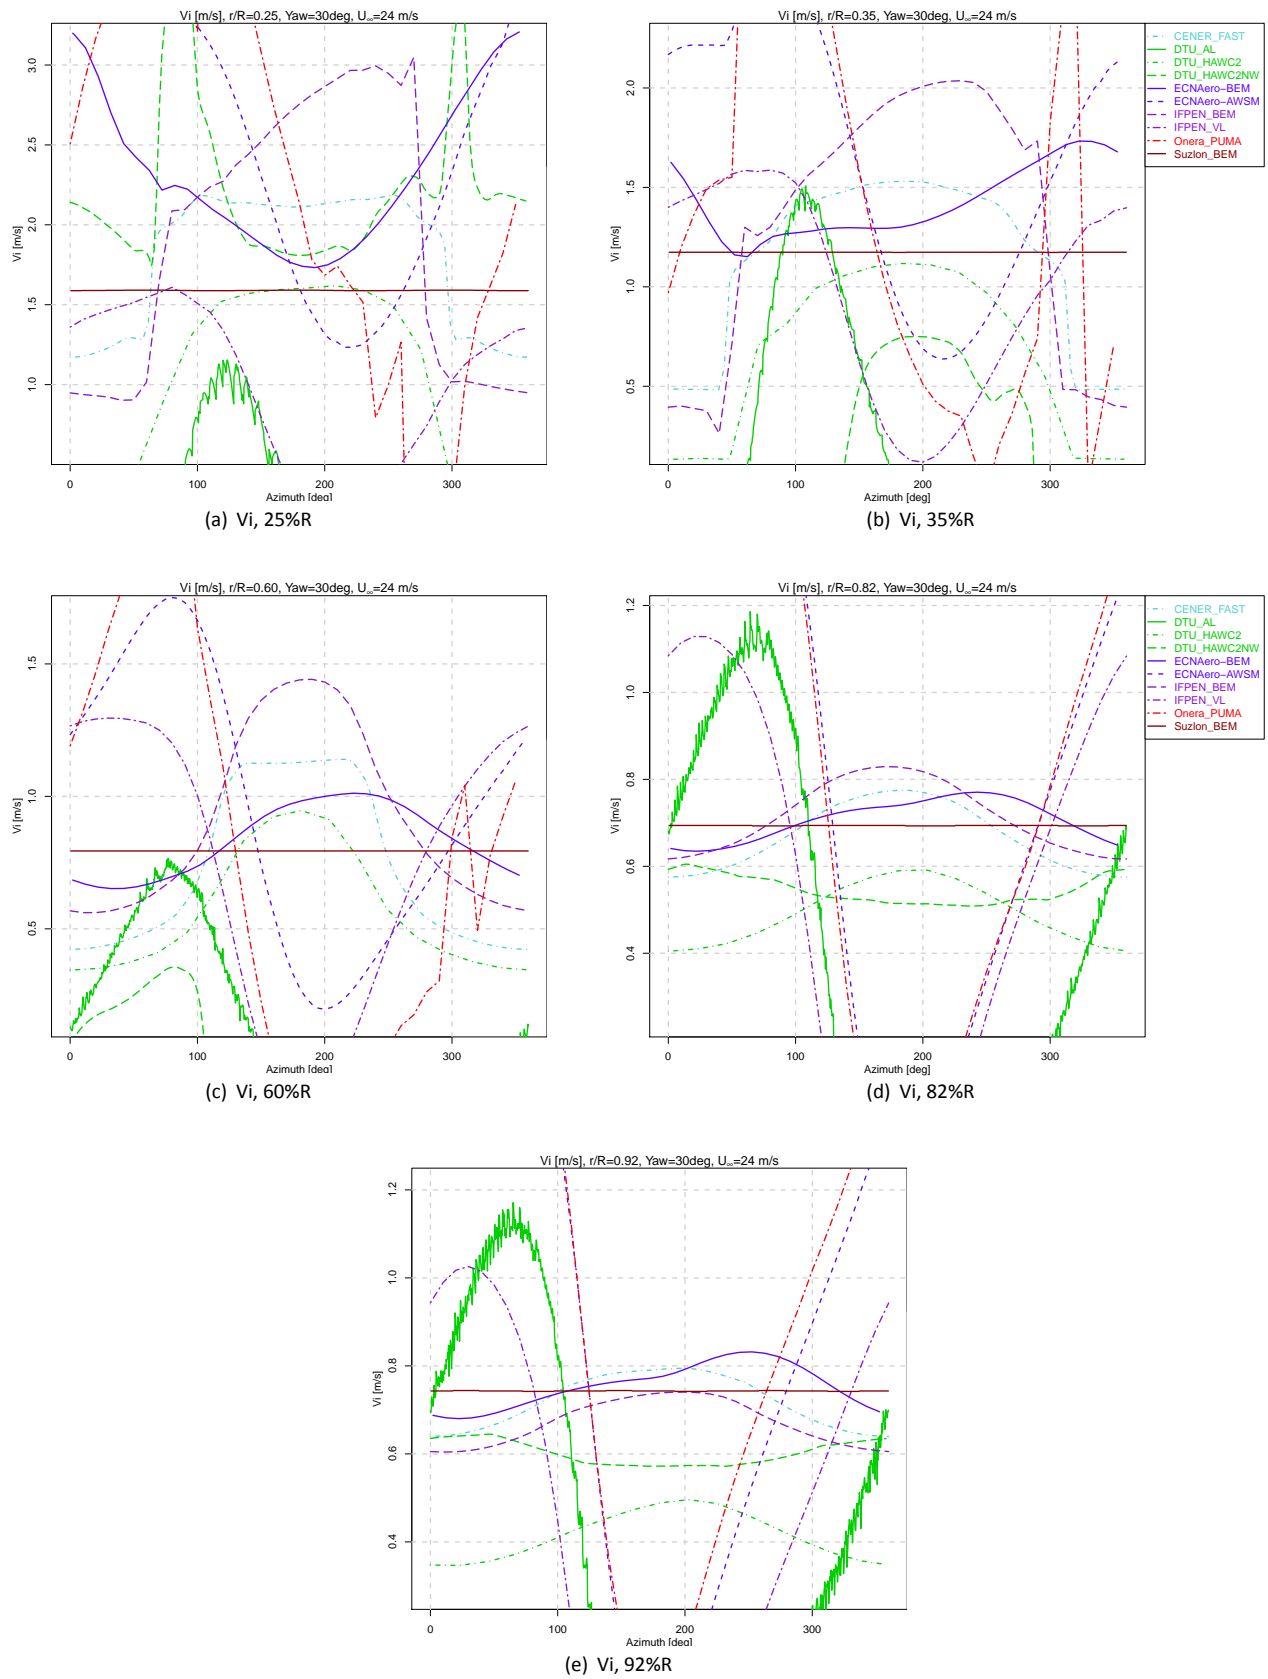 Vi [m/s], r/R=0.25, Yaw=30deg, U∞=24 m/s
Vi [m/s]
1.0 1.5 2.0 2.5 3.0
0 100 200 300
Azimuth [deg]
(a) Vi, 25%R
Vi [m/s], r/R=0.35, Yaw=30deg, U∞=24 m/s
Vi [m/s]
0.5 1.0 1.5 2.0
0 100 200 300
Azimuth [deg]
(b) Vi, 35%R
CENER_FAST
DTU_AL
DTU_HAWC2
DTU_HAWC2NW
ECNAero-BEM
ECNAero-AWSM
IFPEN_BEM
IFPEN_VL
Onera_PUMA
Suzlon_BEM
Vi [m/s], r/R=0.60, Yaw=30deg, U∞=24 m/s
Vi [m/s]
0.5 1.0 1.5
0 100 200 300
Azimuth [deg]
(c) Vi, 60%R
Vi [m/s], r/R=0.82, Yaw=30deg, U∞=24 m/s
Vi [m/s]
0.4 0.6 0.8 1.0 1.2
0 100 200 300
Azimuth [deg]
(d) Vi, 82%R
CENER_FAST
DTU_AL
DTU_HAWC2
DTU_HAWC2NW
ECNAero-BEM
ECNAero-AWSM
IFPEN_BEM
IFPEN_VL
Onera_PUMA
Suzlon_BEM
Vi [m/s], r/R=0.92, Yaw=30deg, U∞=24 m/s
Vi [m/s]
0.4 0.6 0.8 1.0 1.2
0 100 200 300
Azimuth [deg]
(e) Vi, 92%R